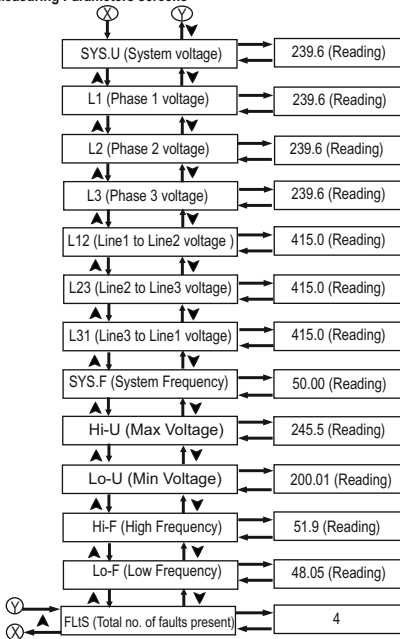 Measuring Parameters screens
X Y
SYS.U (System voltage) 239.6 (Reading)
L1 (Phase 1 voltage) 239.6 (Reading)
L2 (Phase 2 voltage) 239.6 (Reading)
L3 (Phase 3 voltage) 239.6 (Reading)
L12 (Line1 to Line2 voltage ) 415.0 (Reading)
L23 (Line2 to Line3 voltage) 415.0 (Reading)
L31 (Line3 to Line1 voltage) 415.0 (Reading)
SYS.F (System Frequency) 50.00 (Reading)
Hi-U (Max Voltage) 245.5 (Reading)
Lo-U (Min Voltage) 200.01 (Reading)
Hi-F (High Frequency) 51.9 (Reading)
Lo-F (Low Frequency) 48.05 (Reading)
Y
FLtS (Total no. of faults present) 4
X